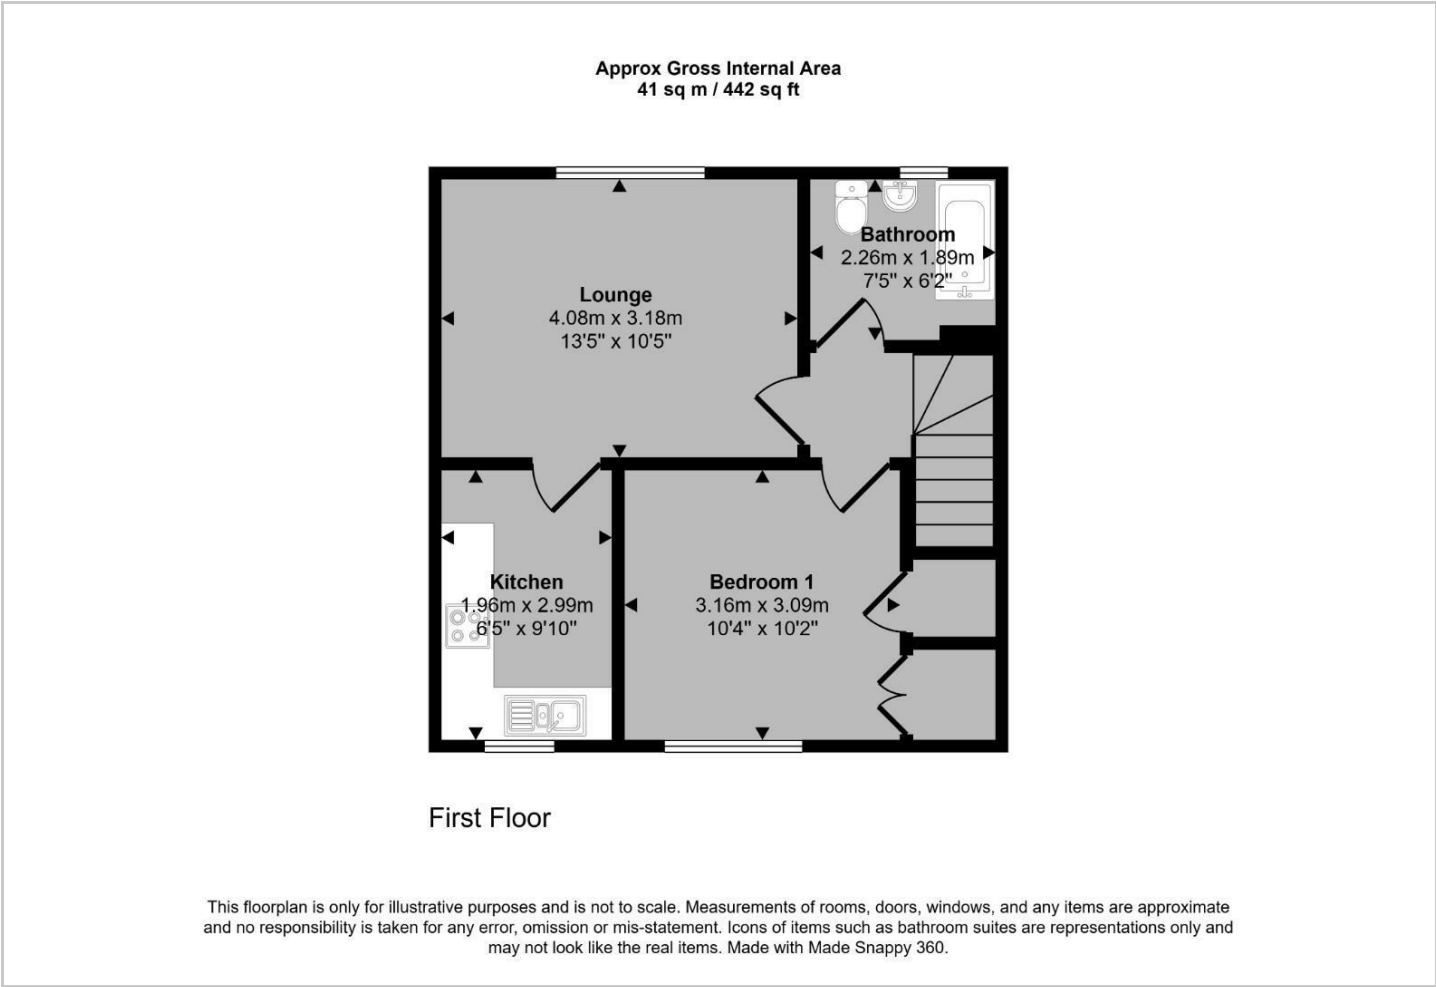 Approx Gross Internal Area
41 sq m / 442 sq ft
Bathroom
2.26m x 1.89m
7'5" x 6'2"
Lounge
4.08m x 3.18m
13'5" x 10'5"
Kitchen
1.96m x 2.99m
6'5" x 9'10"
Bedroom 1
3.16m x 3.09m
10'4" x 10'2"
First Floor
This floorplan is only for illustrative purposes and is not to scale. Measurements of rooms, doors, windows, and any items are approximate
and no responsibility is taken for any error, omission or mis-statement. Icons of items such as bathroom suites are representations only and
may not look like the real items. Made with Made Snappy 360.